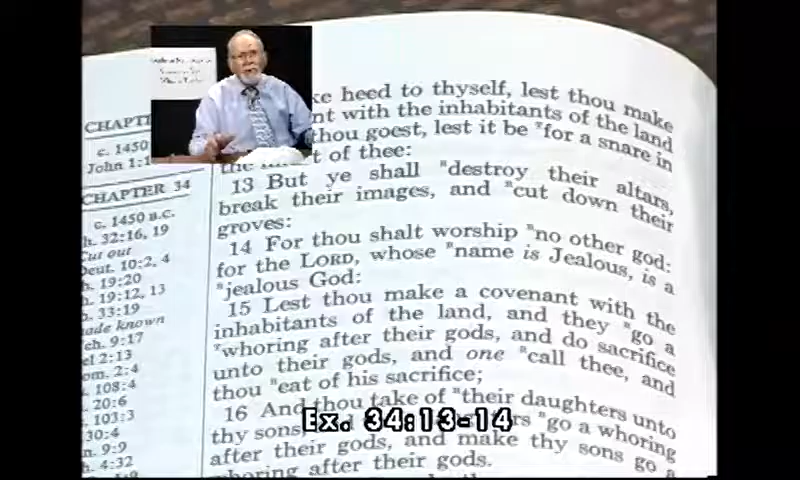 ke heed to thyself, lest thou make
nt with the inhabitants of the land
thou goest, lest it be "for a snare in
the t of thee:
13 But ye shall "destroy their altars,
break their images, and "cut down their
groves:
14 For thou shalt worship "no other god:
for the LORD, whose "name is Jealous, is a
"jealous God:
15 Lest thou make a covenant with the
inhabitants of the land, and they "go a
"whoring after their gods, and do sacrifice
unto their gods, and one "call thee, and
thou "eat of his sacrifice;
16 And thou take of "their daughters unto
thy sons, "go a whoring
after their gods, and make thy sons go a
whoring after their gods.
CHAPT
c. 1450
John 1:1
CHAPTER 34
c. 1450 B.C.
h. 32:16, 19
Cut out
Deut. 10:2, 4
h. 19:20
h. 19:12, 13
. 33:19
ade known
ch. 9:17
el 2:13
om. 2:4
. 108:4
. 20:6
. 103:3
30:4
n. 9:9
h. 4:32
Ex. 34:13-14